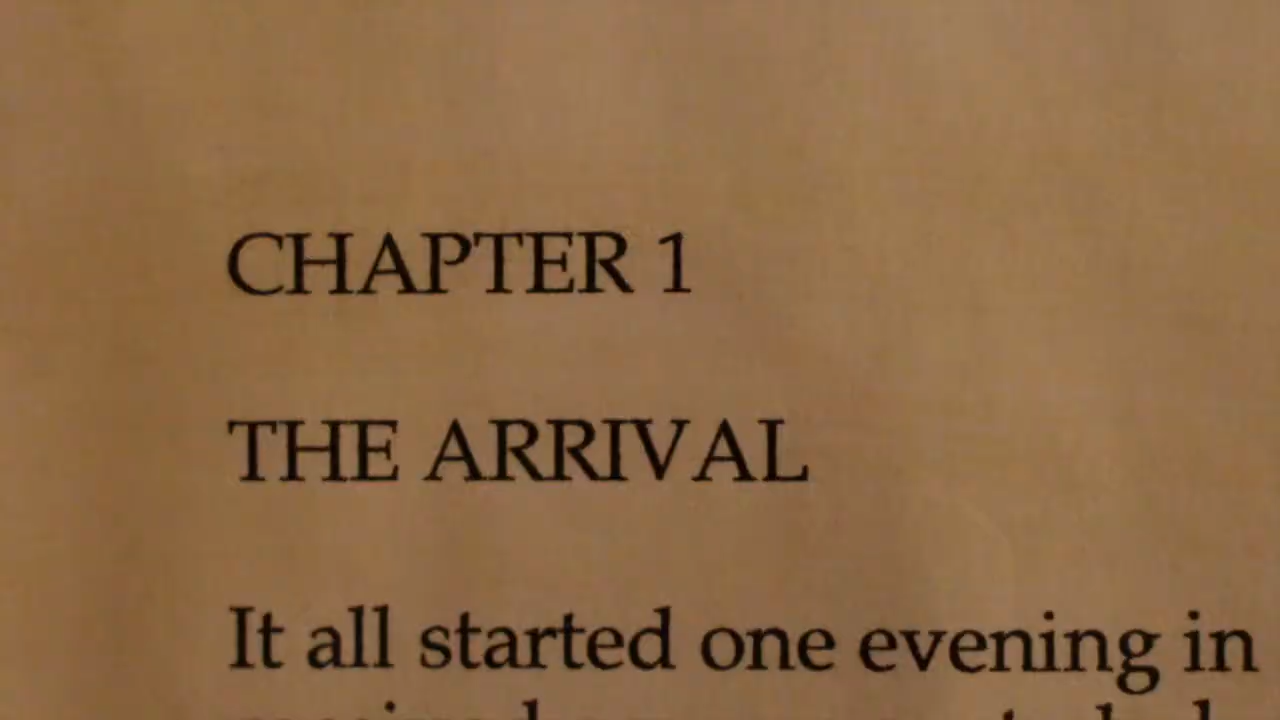 CHAPTER 1
THE ARRIVAL
It all started one evening in